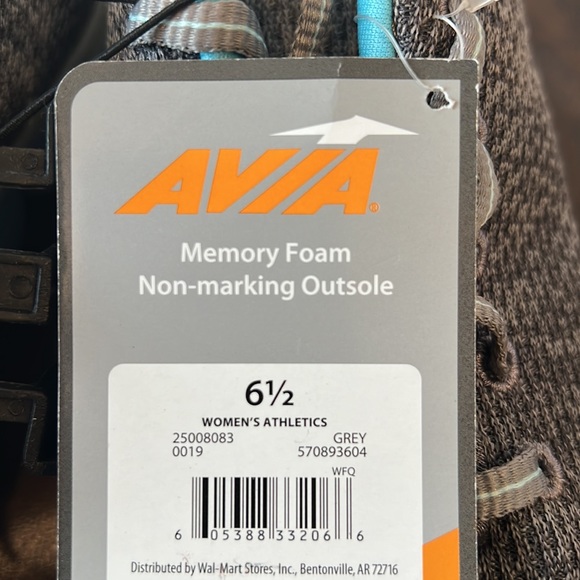 AVIA®
Memory Foam
Non-marking Outsole
6½
WOMEN'S ATHLETICS
25008083 GREY
0019 570893604
WFQ
6 05388 33206 6
Distributed by Wal-Mart Stores, Inc., Bentonville, AR 72716